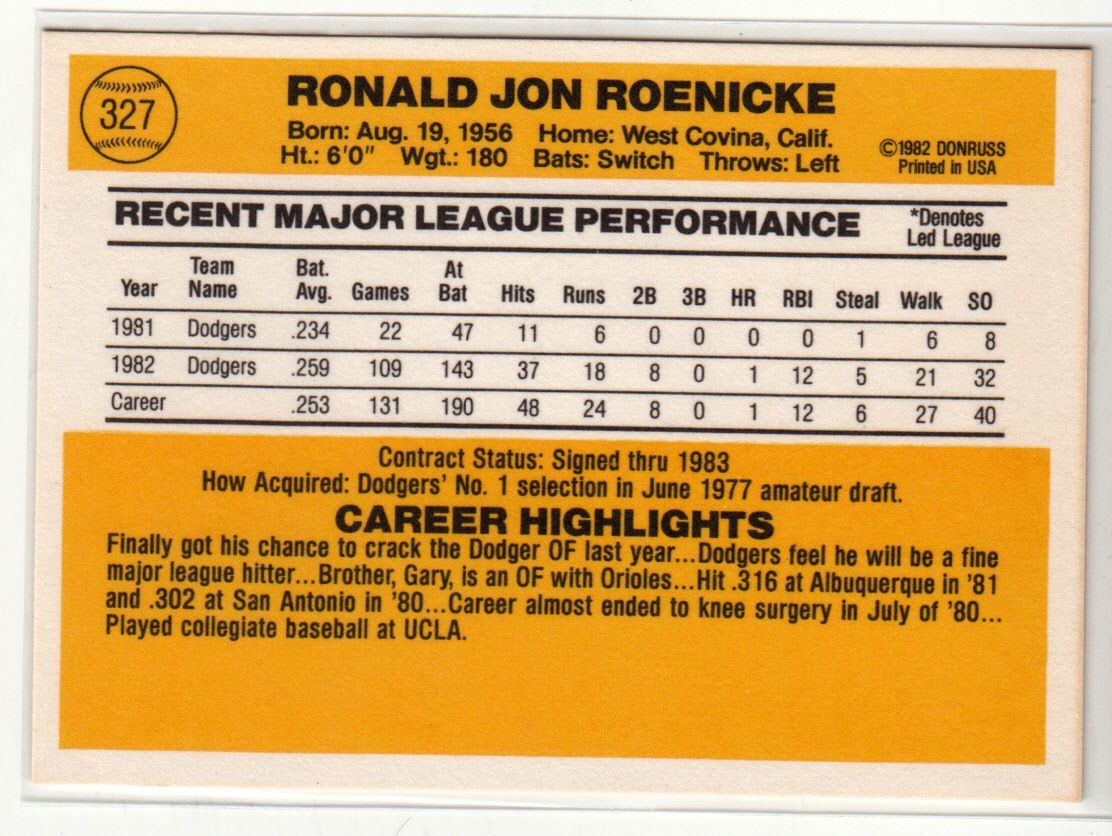 327
RONALD JON ROENICKE
Born: Aug. 19, 1956 Home: West Covina, Calif.
Ht.: 6'0" Wgt.: 180 Bats: Switch Throws: Left
©1982 DONRUSS
Printed in USA
RECENT MAJOR LEAGUE PERFORMANCE
*Denotes
Led League
Year Team Name Bat. Avg. Games At Bat Hits Runs 2B 3B HR RBI Steal Walk SO
1981 Dodgers .234 22 47 11 6 0 0 0 0 1 6 8
1982 Dodgers .259 109 143 37 18 8 0 1 12 5 21 32
Career .253 131 190 48 24 8 0 1 12 6 27 40
Contract Status: Signed thru 1983
How Acquired: Dodgers' No. 1 selection in June 1977 amateur draft.
CAREER HIGHLIGHTS
Finally got his chance to crack the Dodger OF last year...Dodgers feel he will be a fine
major league hitter...Brother, Gary, is an OF with Orioles...Hit .316 at Albuquerque in '81
and .302 at San Antonio in '80...Career almost ended to knee surgery in July of '80...
Played collegiate baseball at UCLA.